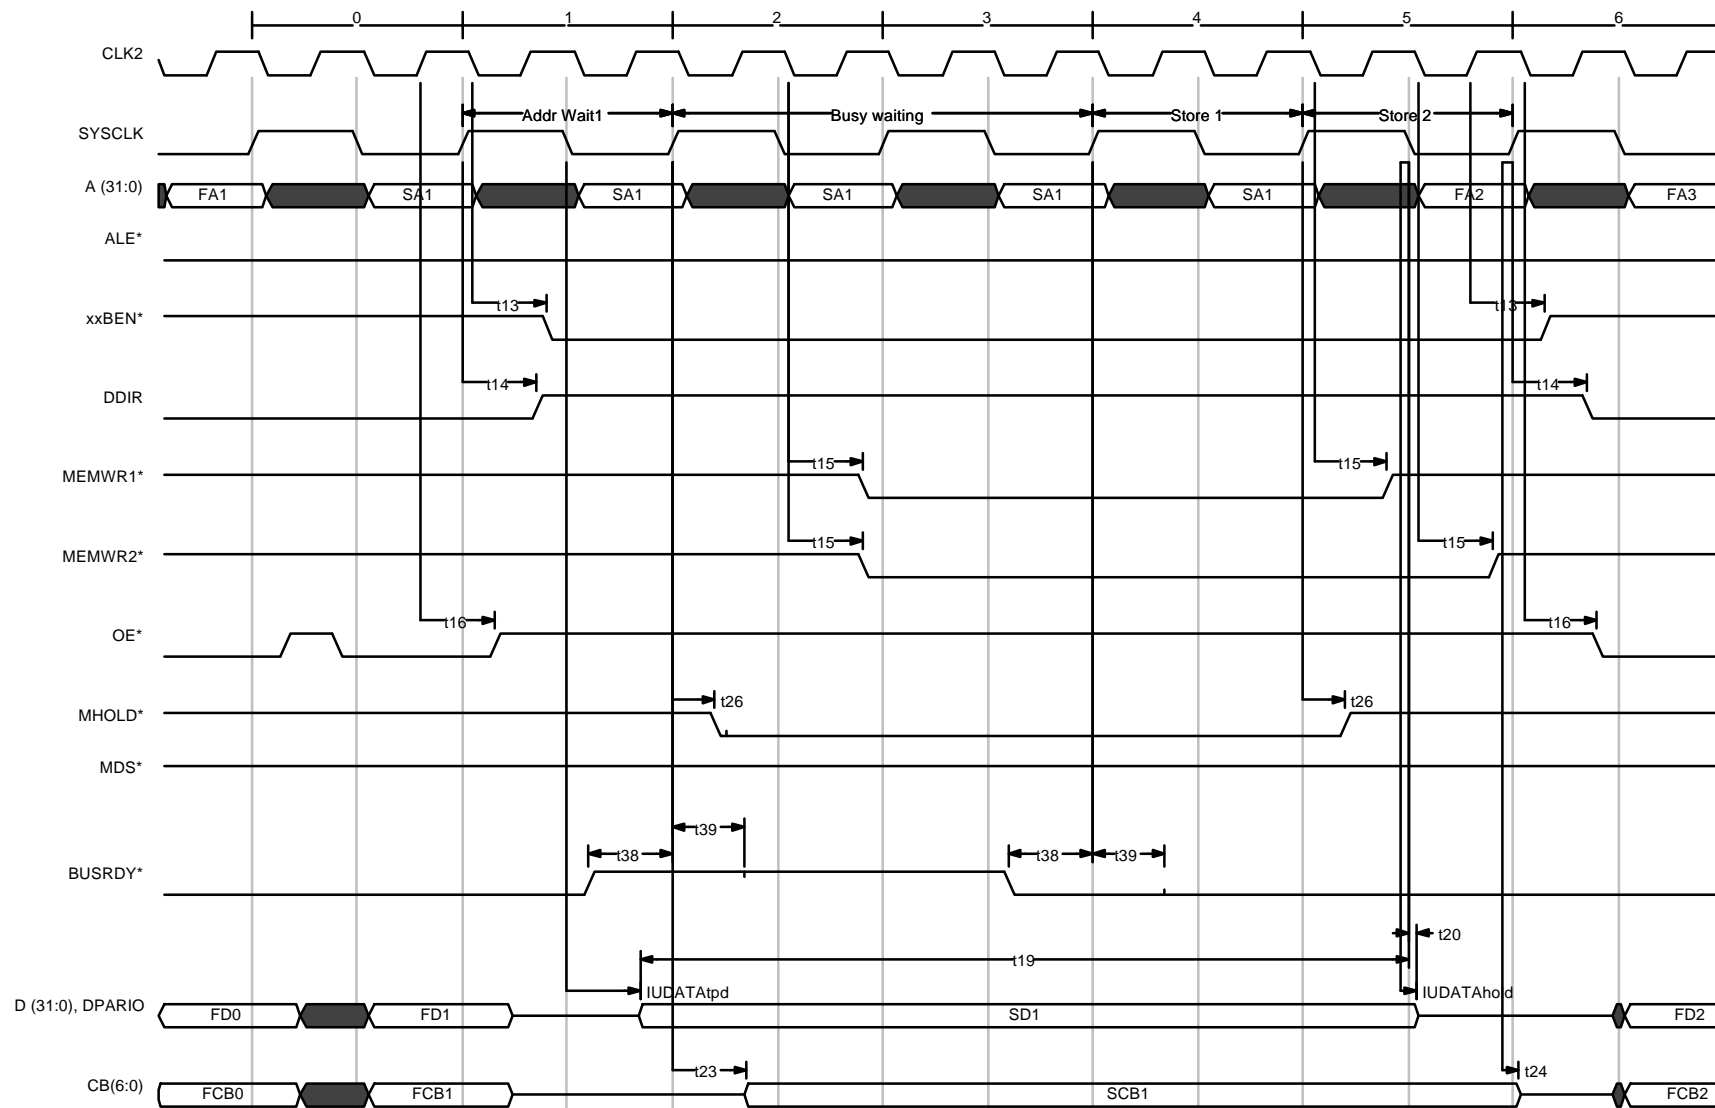 0 1 2 3 4 5 6
CLK2
Addr Wait1 Busy waiting Store 1 Store 2
SYSCLK
A (31:0) FA1 SA1 SA1 SA1 SA1 SA1 FA2 FA3
ALE*
t13 t13
xxBEN*
t14 t14
DDIR
t15 t15
MEMWR1*
t15 t15
MEMWR2*
t16 t16
OE*
t26 t26
MHOLD*
MDS*
t39
t38 t38 t39
BUSRDY*
t20
t19
IUDATAtpd IUDATAhold
D (31:0), DPARIO FD0 FD1 SD1 FD2
t23 t24
CB(6:0) FCB0 FCB1 SCB1 FCB2